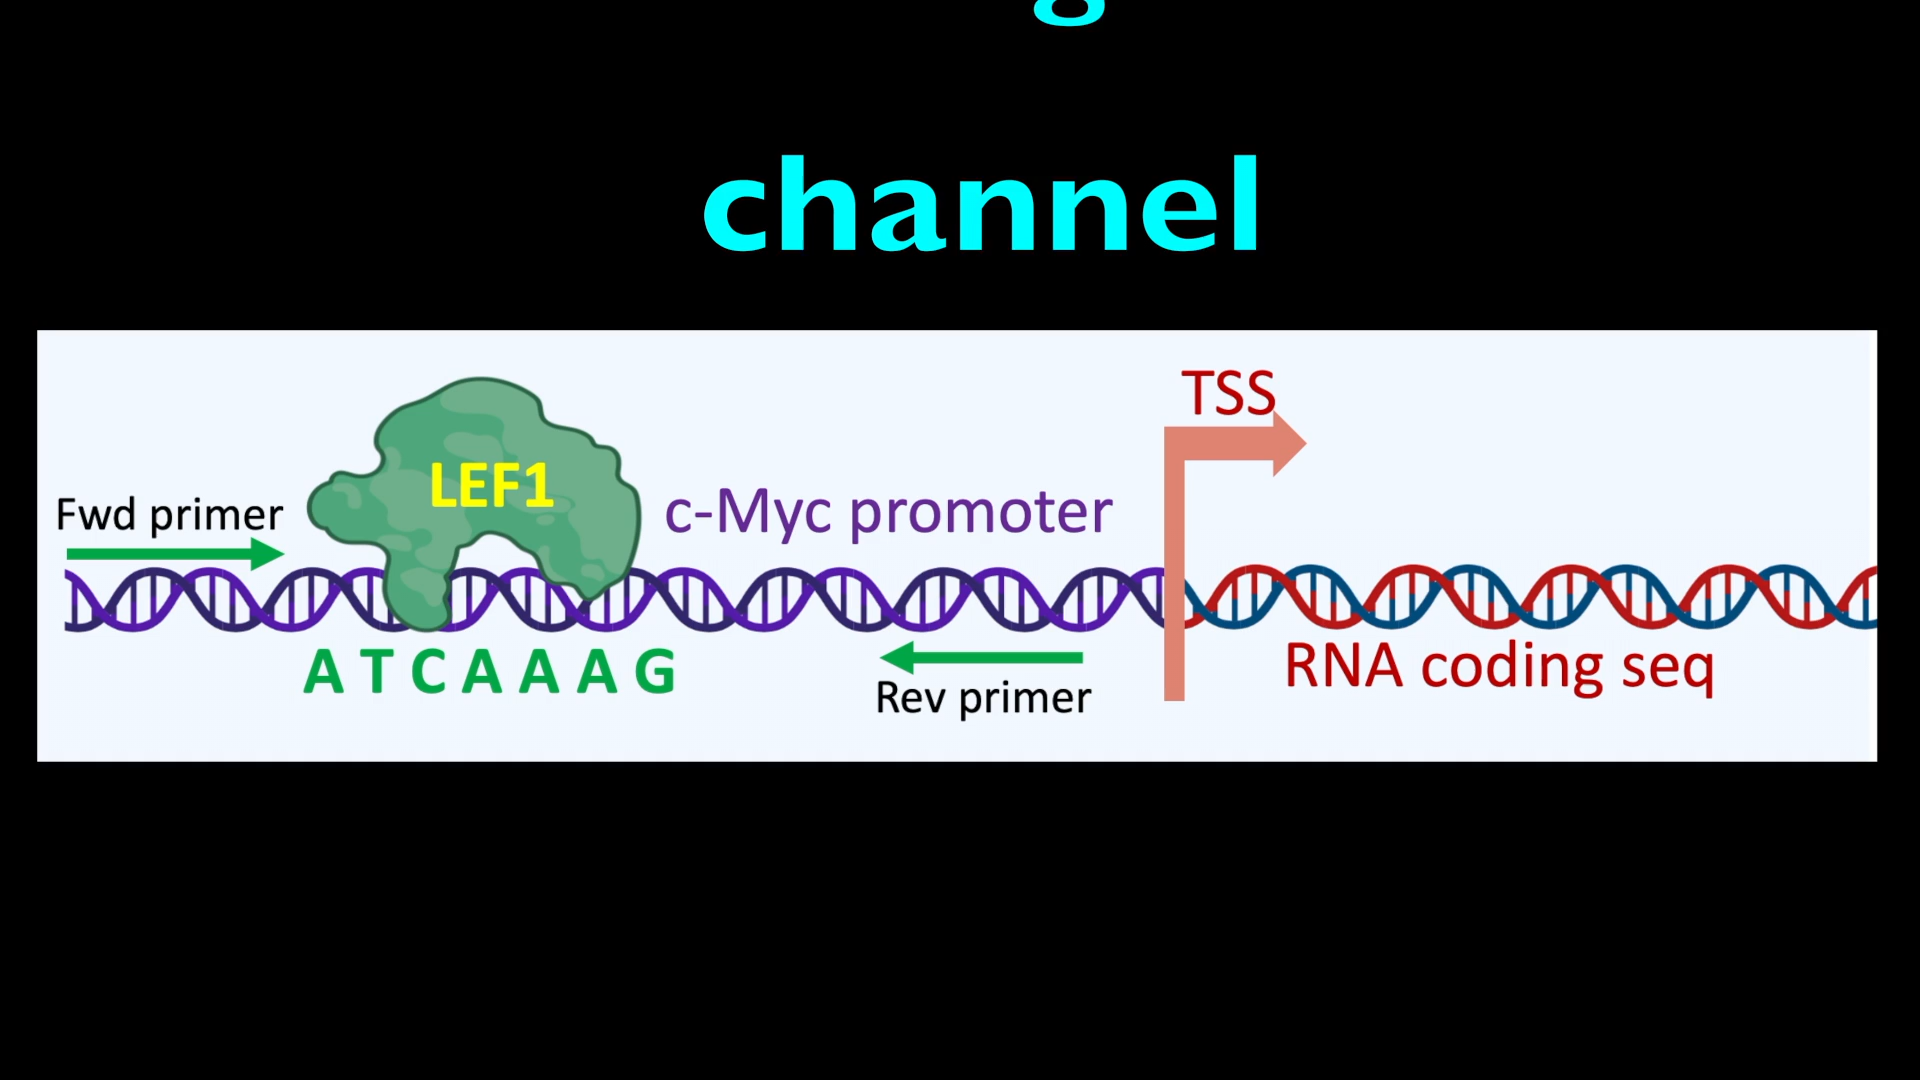 channel
TSS
LEF1
Fwd primer
c-Myc promoter
A T C A A A G
RNA coding seq
Rev primer